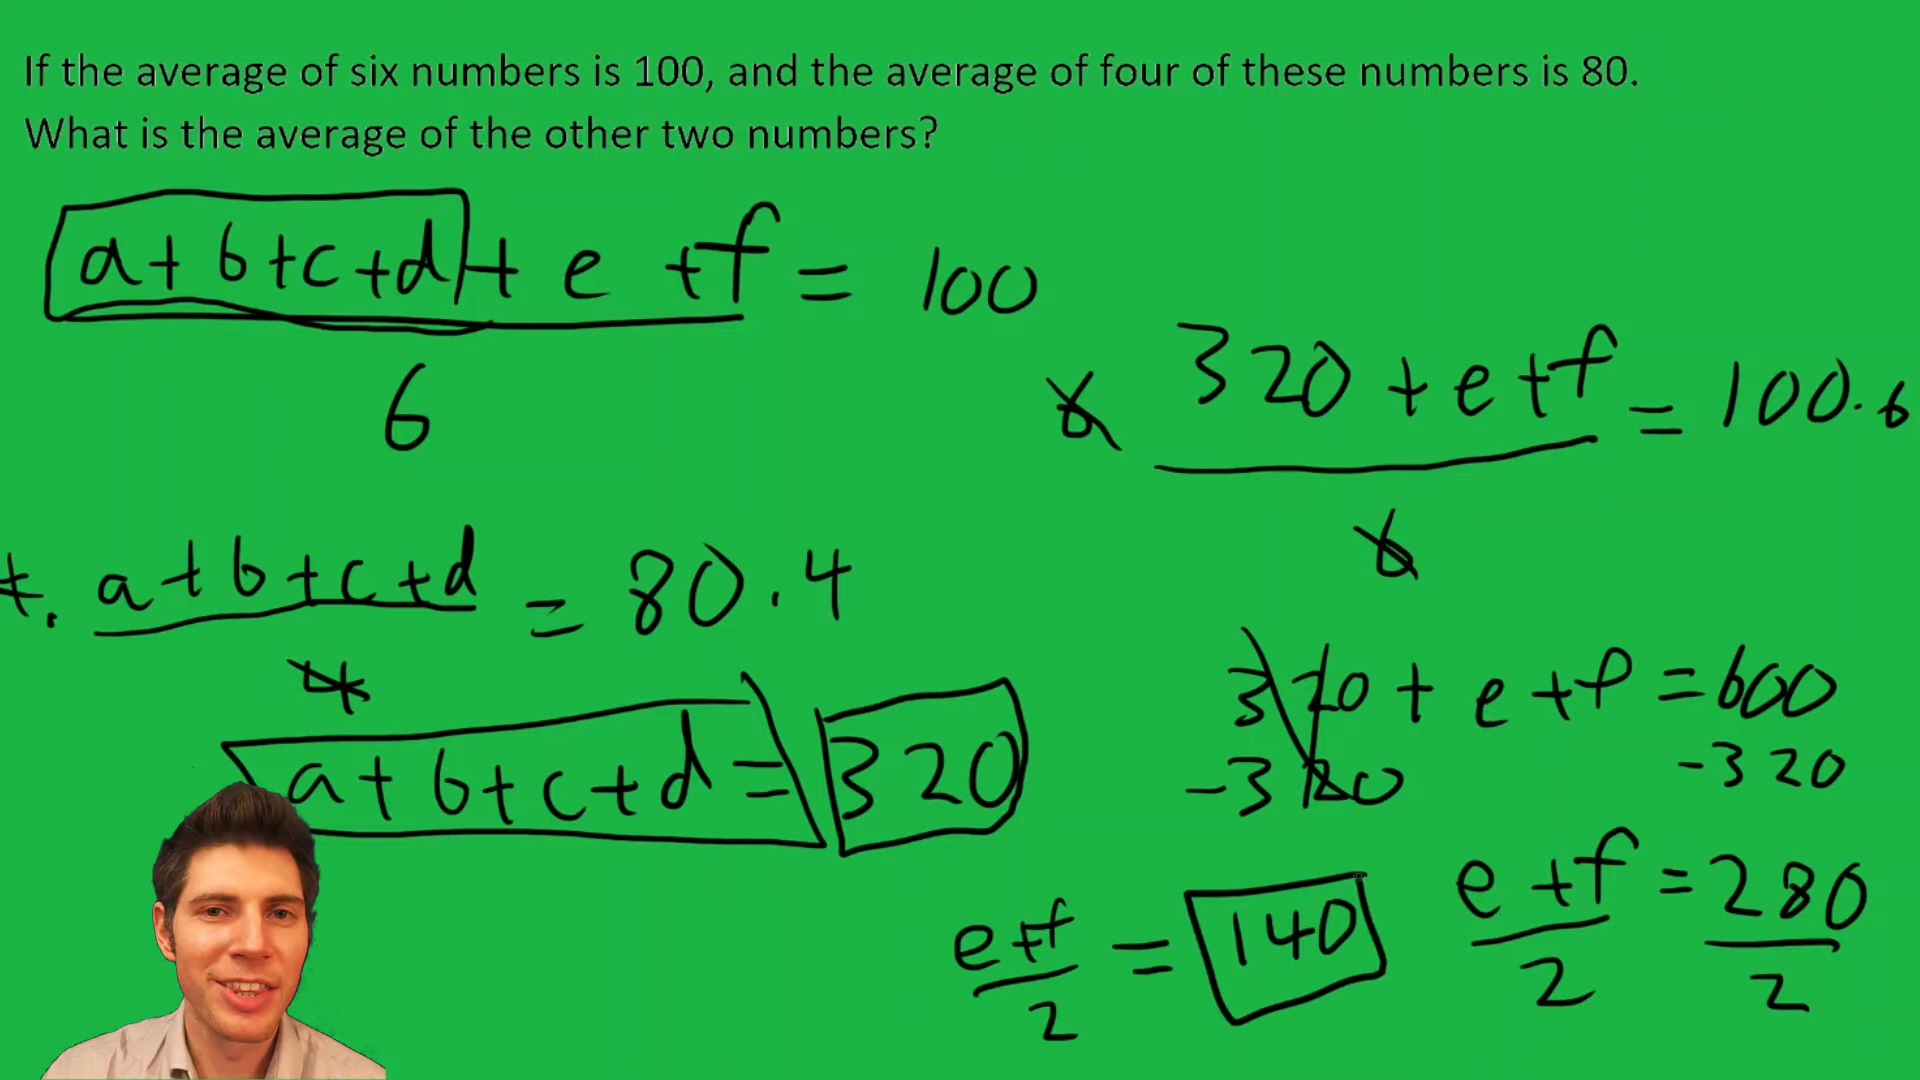 If the average of six numbers is 100, and the average of four of these numbers is 80.
What is the average of the other two numbers?
a+ b+c+d + e +f = 100
6
a+b+c+d = 80.4
4
a+b+c+d = 320
6 320 + e+f = 100.6
6
320 + e+f = 600
-320 -320
e+f = 280
2 2
e+f = 140
2